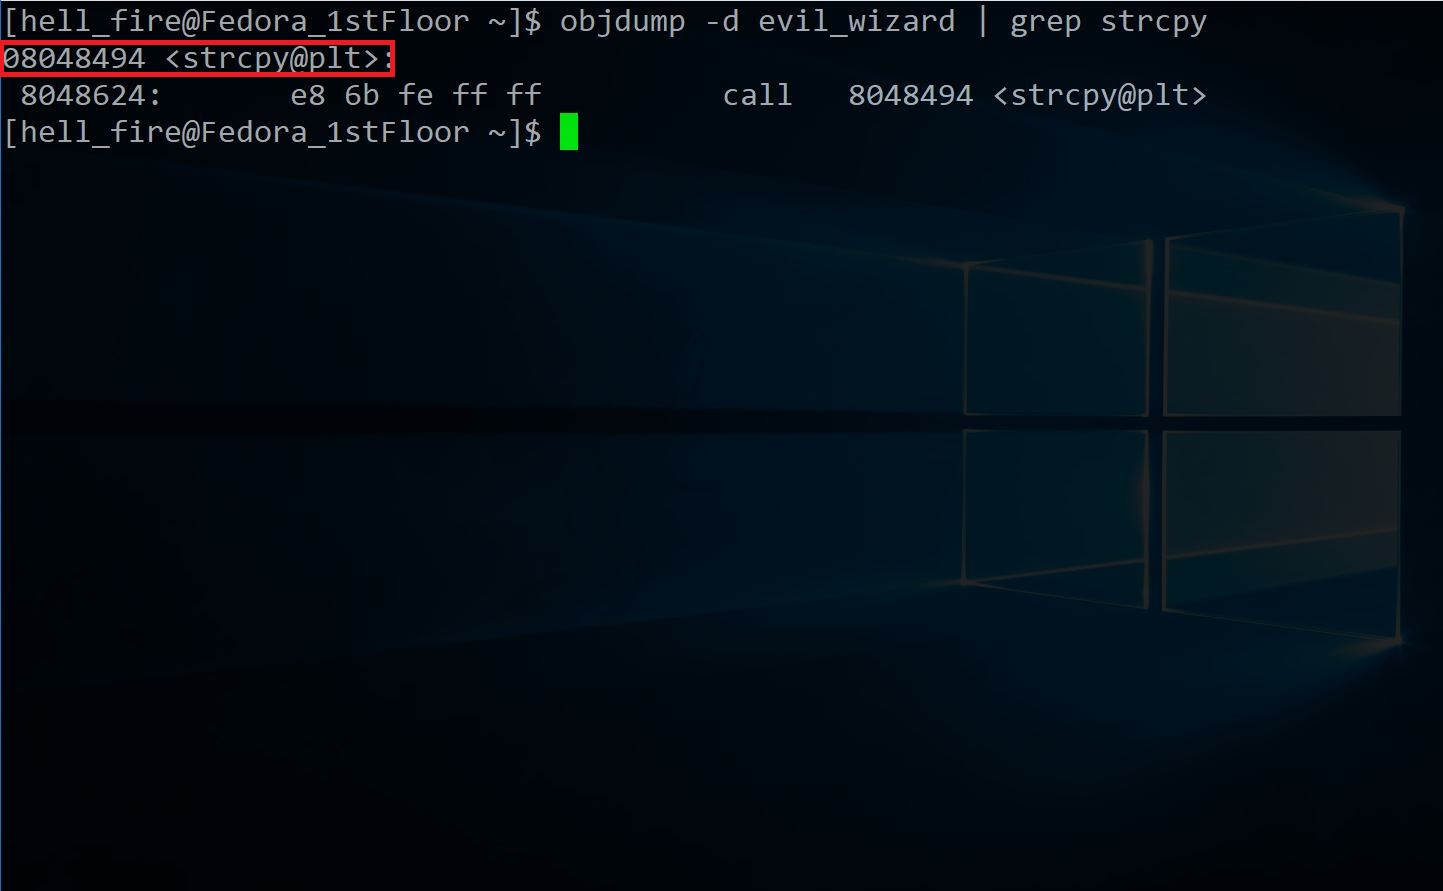 [hell_fire@Fedora_1stFloor ~]$ objdump -d evil_wizard | grep strcpy
08048494 <strcpy@plt>:
 8048624:       e8 6b fe ff ff          call   8048494 <strcpy@plt>
[hell_fire@Fedora_1stFloor ~]$